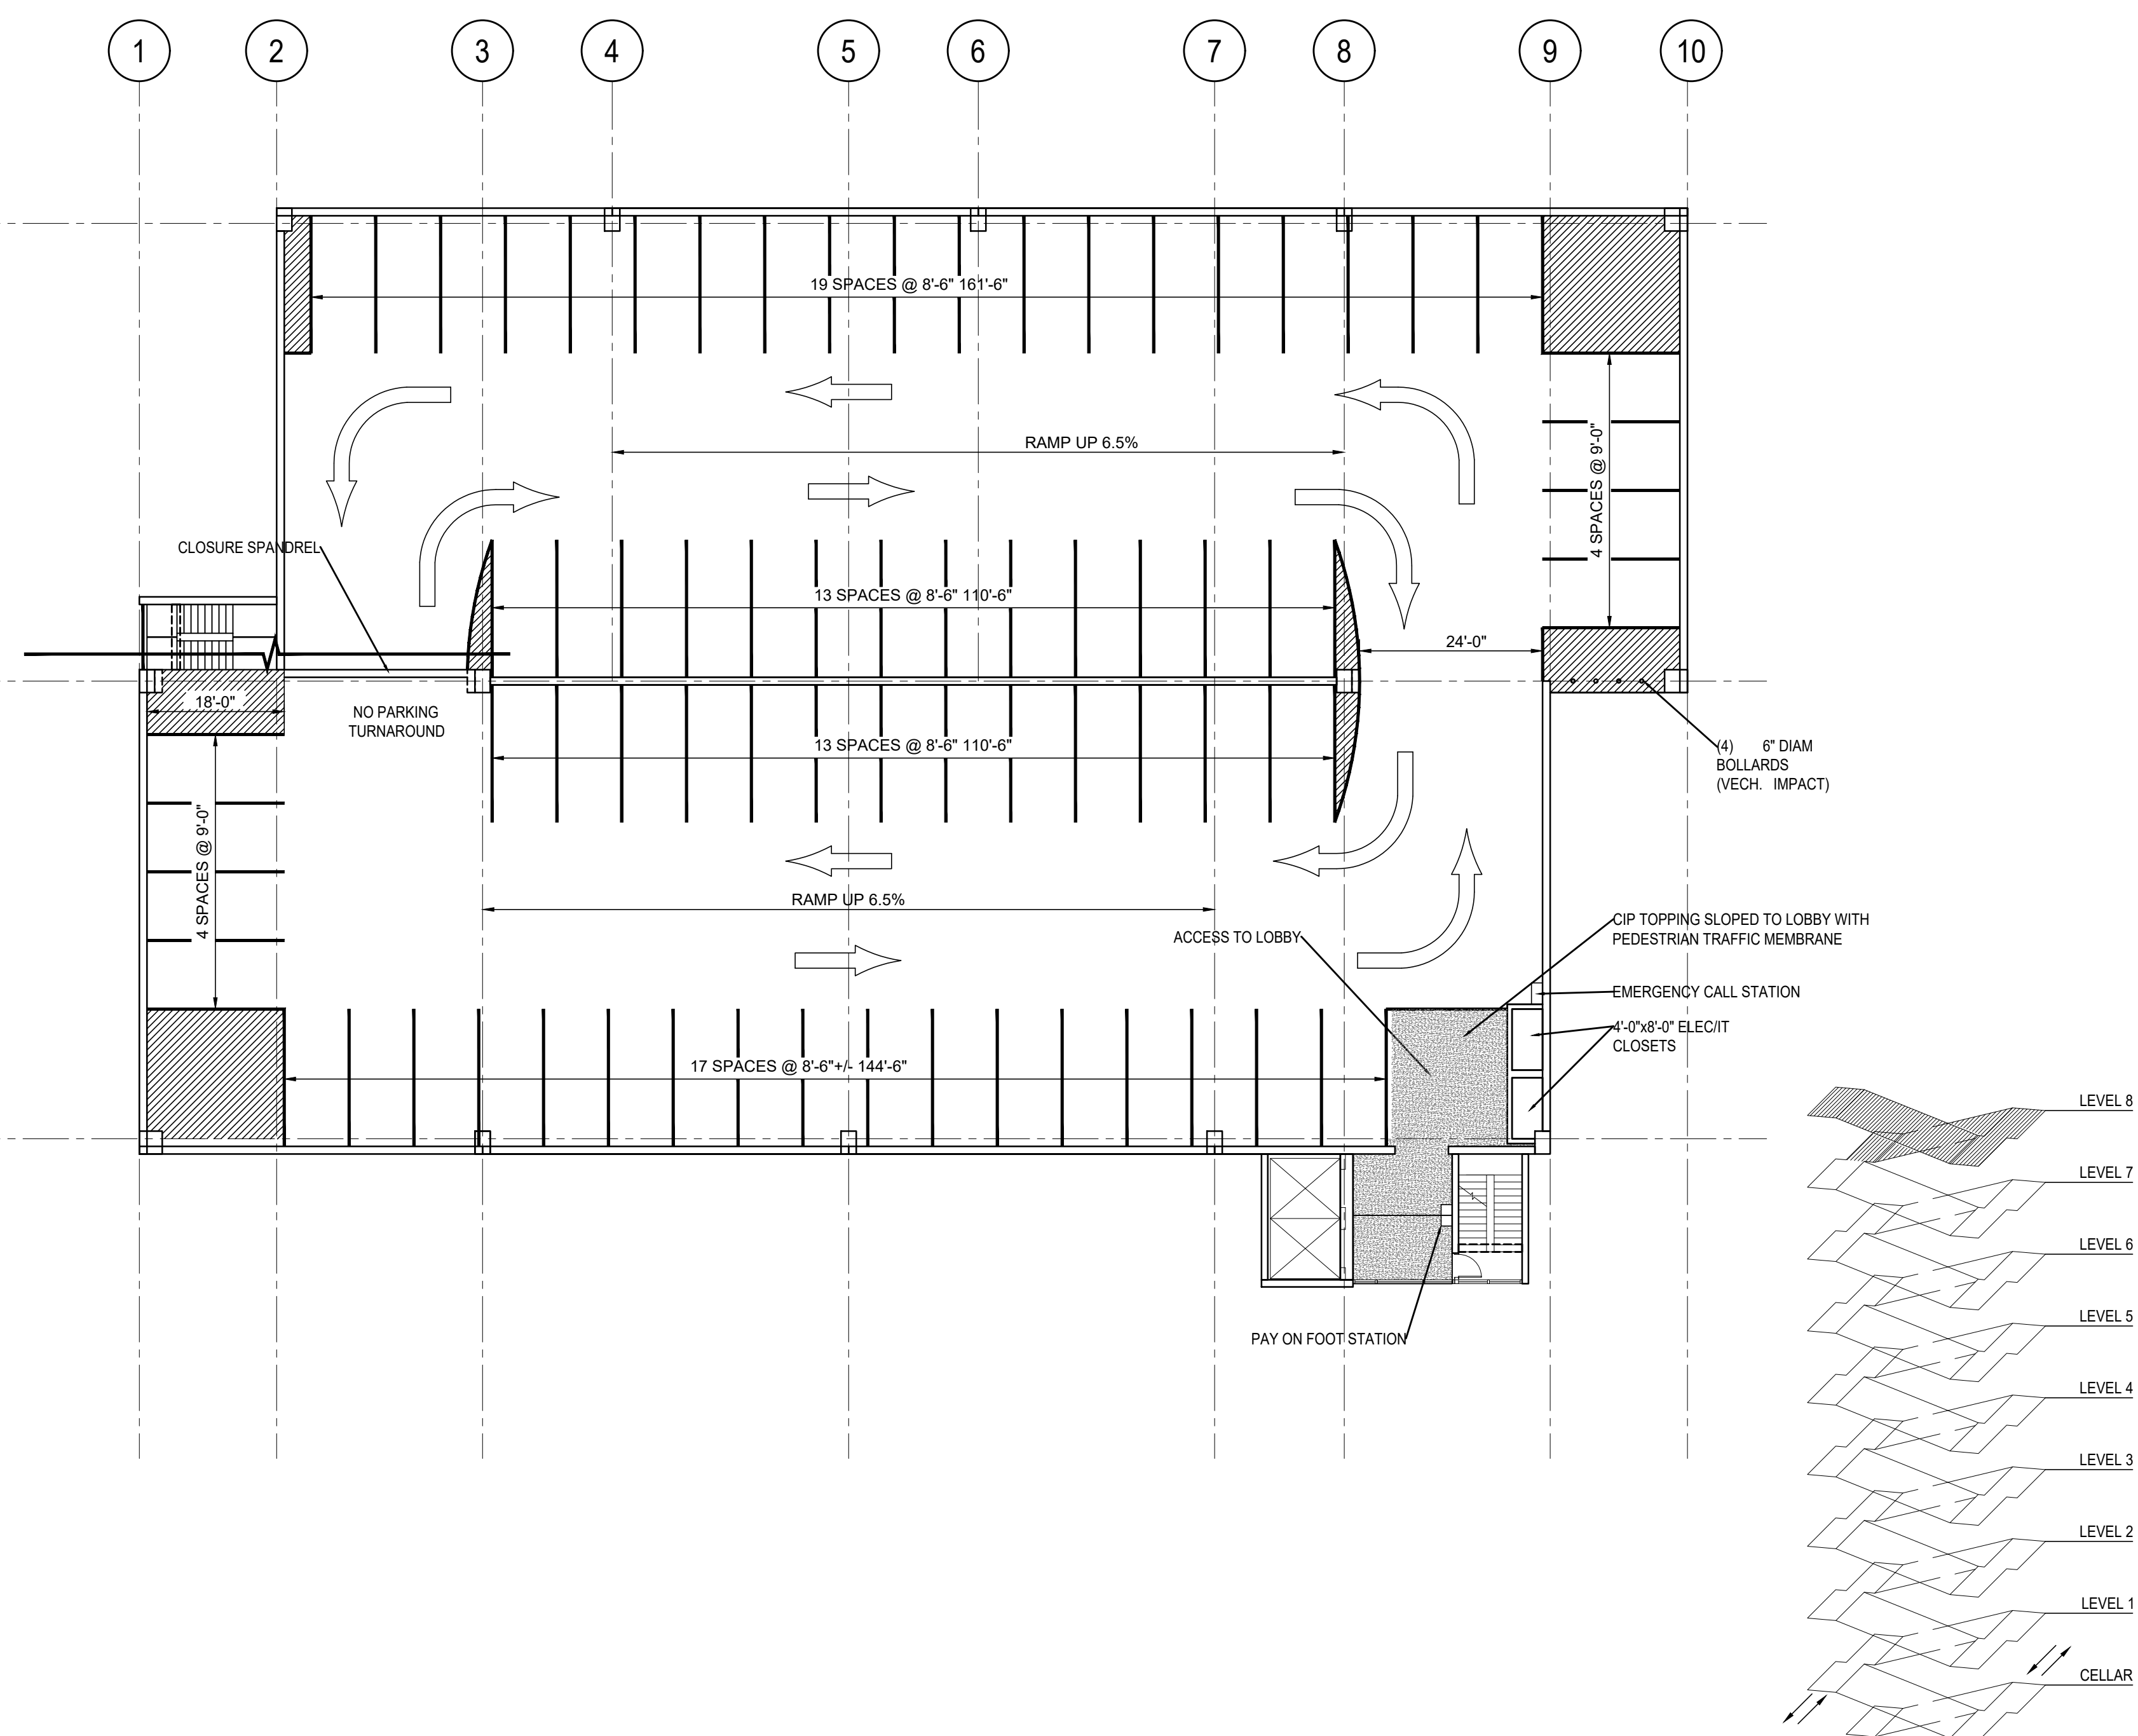 1
2
3
4
5
6
7
8
9
10
19 SPACES @ 8'-6" 161'-6"
RAMP UP 6.5%
4 SPACES @ 9'-0"
CLOSURE SPANDREL
13 SPACES @ 8'-6" 110'-6"
24'-0"
18'-0"
NO PARKING
TURNAROUND
13 SPACES @ 8'-6" 110'-6"
(4) 6" DIAM
BOLLARDS
(VECH. IMPACT)
4 SPACES @ 9'-0"
RAMP UP 6.5%
ACCESS TO LOBBY
CIP TOPPING SLOPED TO LOBBY WITH
PEDESTRIAN TRAFFIC MEMBRANE
EMERGENCY CALL STATION
4'-0"x8'-0" ELEC/IT
CLOSETS
17 SPACES @ 8'-6"+/- 144'-6"
PAY ON FOOT STATION
LEVEL 8
LEVEL 7
LEVEL 6
LEVEL 5
LEVEL 4
LEVEL 3
LEVEL 2
LEVEL 1
CELLAR